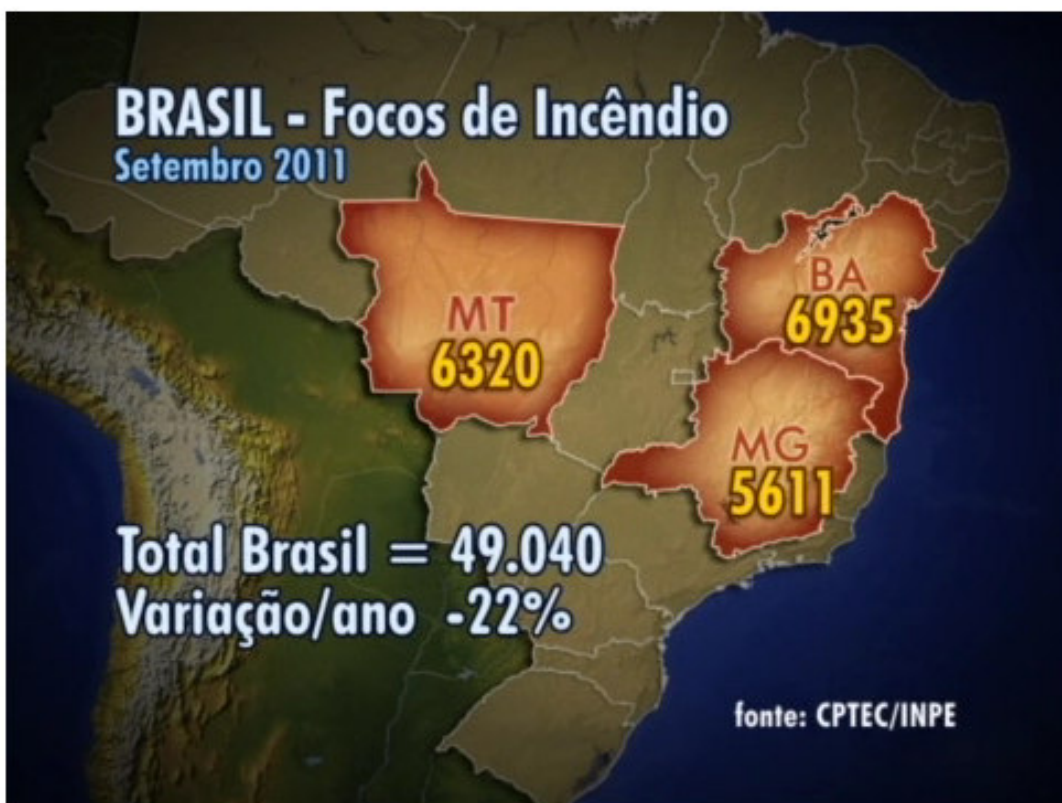 BRASIL - Focos de Incêndio
Setembro 2011
MT
6320
BA
6935
MG
5611
Total Brasil = 49.040
Variação/ano -22%
fonte: CPTEC/INPE